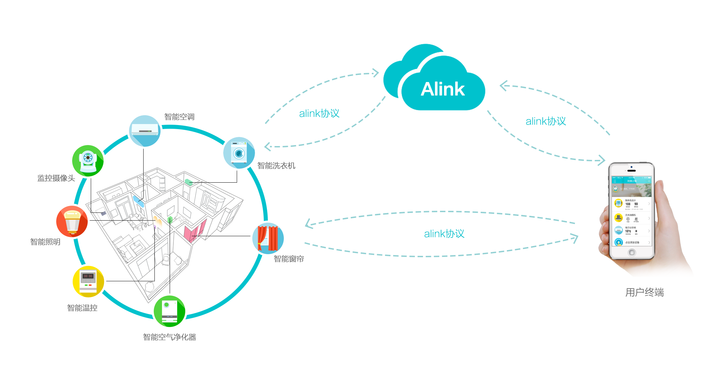 Alink
alink协议
alink协议
智能空调
智能洗衣机
监控摄像头
智能照明
alink协议
智能窗帘
智能温控
智能空气净化器
用户终端